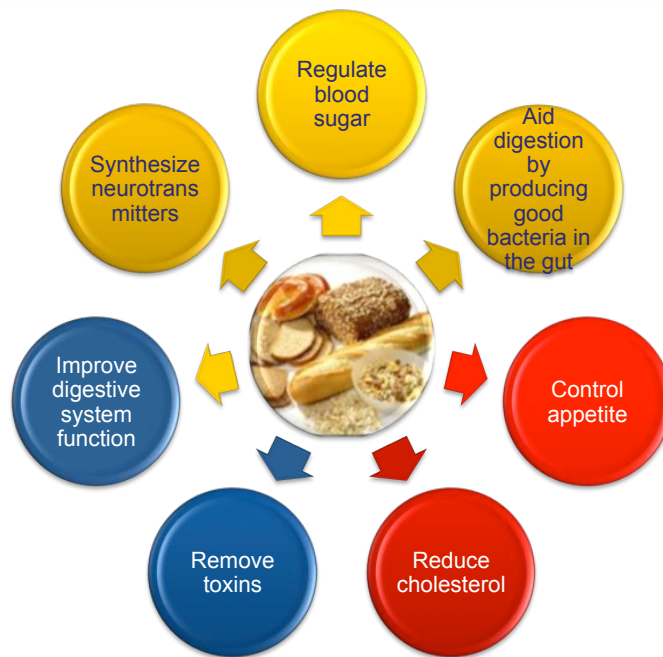 Regulate
blood
sugar
Aid
digestion
by
producing
good
bacteria in
the gut
Control
appetite
Reduce
cholesterol
Remove
toxins
Improve
digestive
system
function
Synthesize
neurotrans
mitters